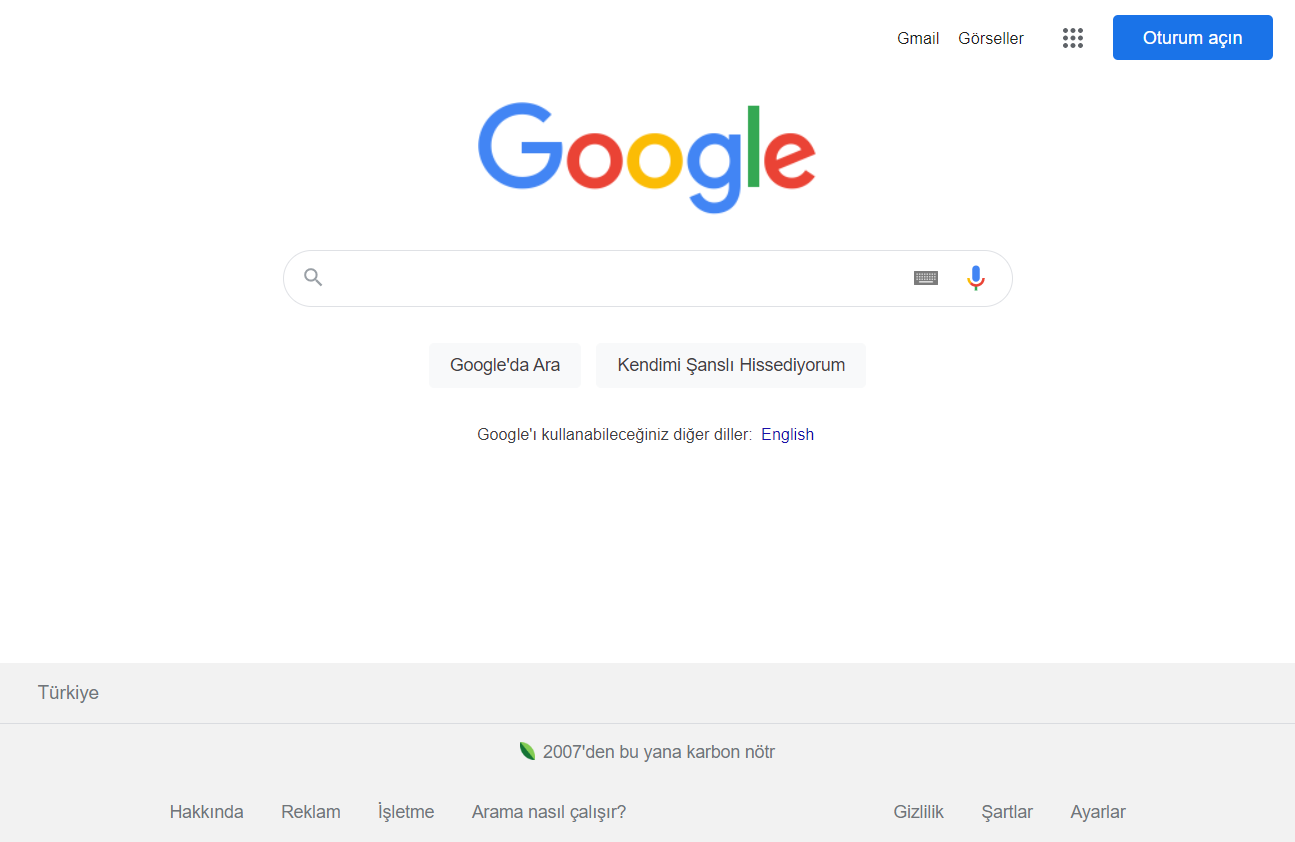 Gmail Görseller Oturum açın
Google
Google'da Ara Kendimi Şanslı Hissediyorum
Google'ı kullanabileceğiniz diğer diller: English
Türkiye
2007'den bu yana karbon nötr
Hakkında Reklam İşletme Arama nasıl çalışır? Gizlilik Şartlar Ayarlar